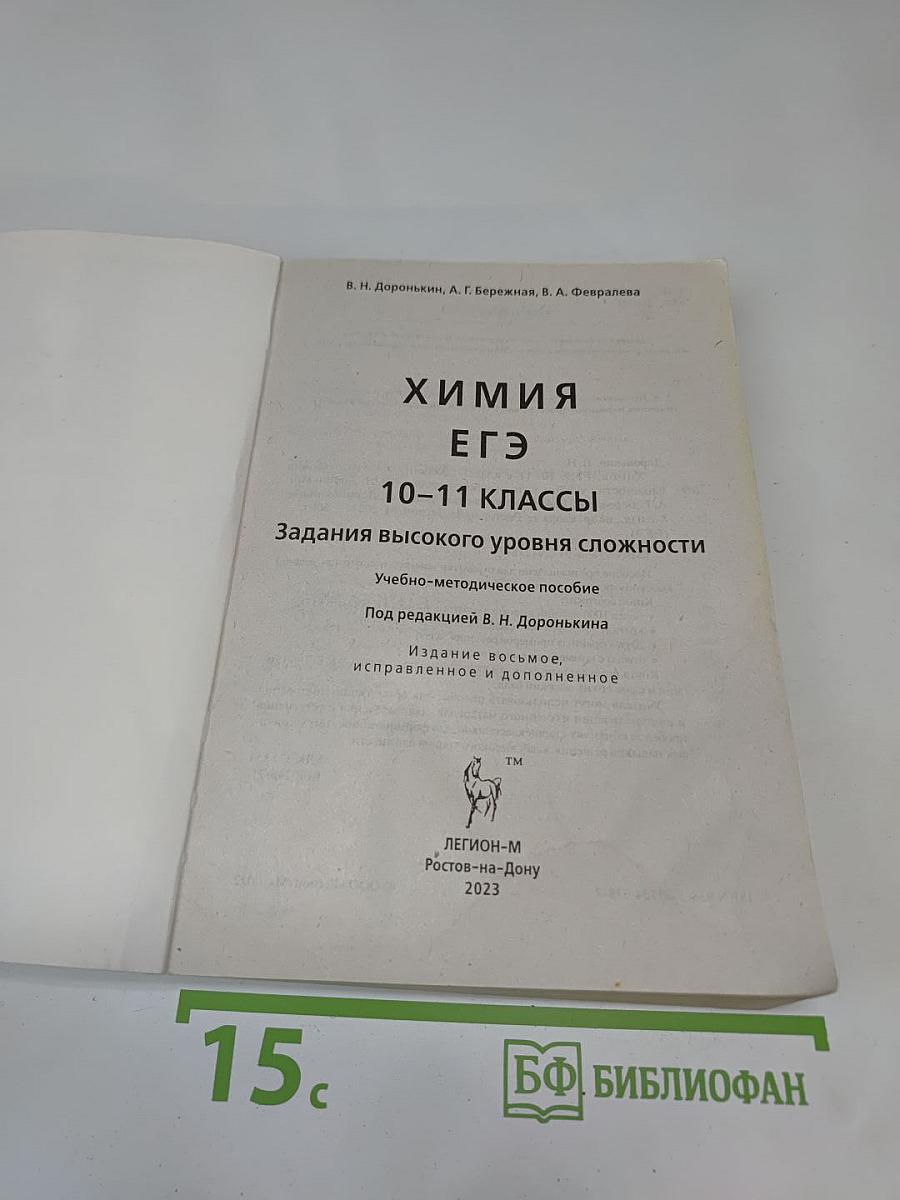 В. Н. Доронькин, А. Г. Бережная, В. А. Февралева
ХИМИЯ
ЕГЭ
10–11 КЛАССЫ
Задания высокого уровня сложности
Учебно-методическое пособие
Под редакцией В. Н. Доронькина
Издание восьмое,
исправленное и дополненное
TM
ЛЕГИОН-М
Ростов-на-Дону
2023
15 с
БФ БИБЛИОФАН